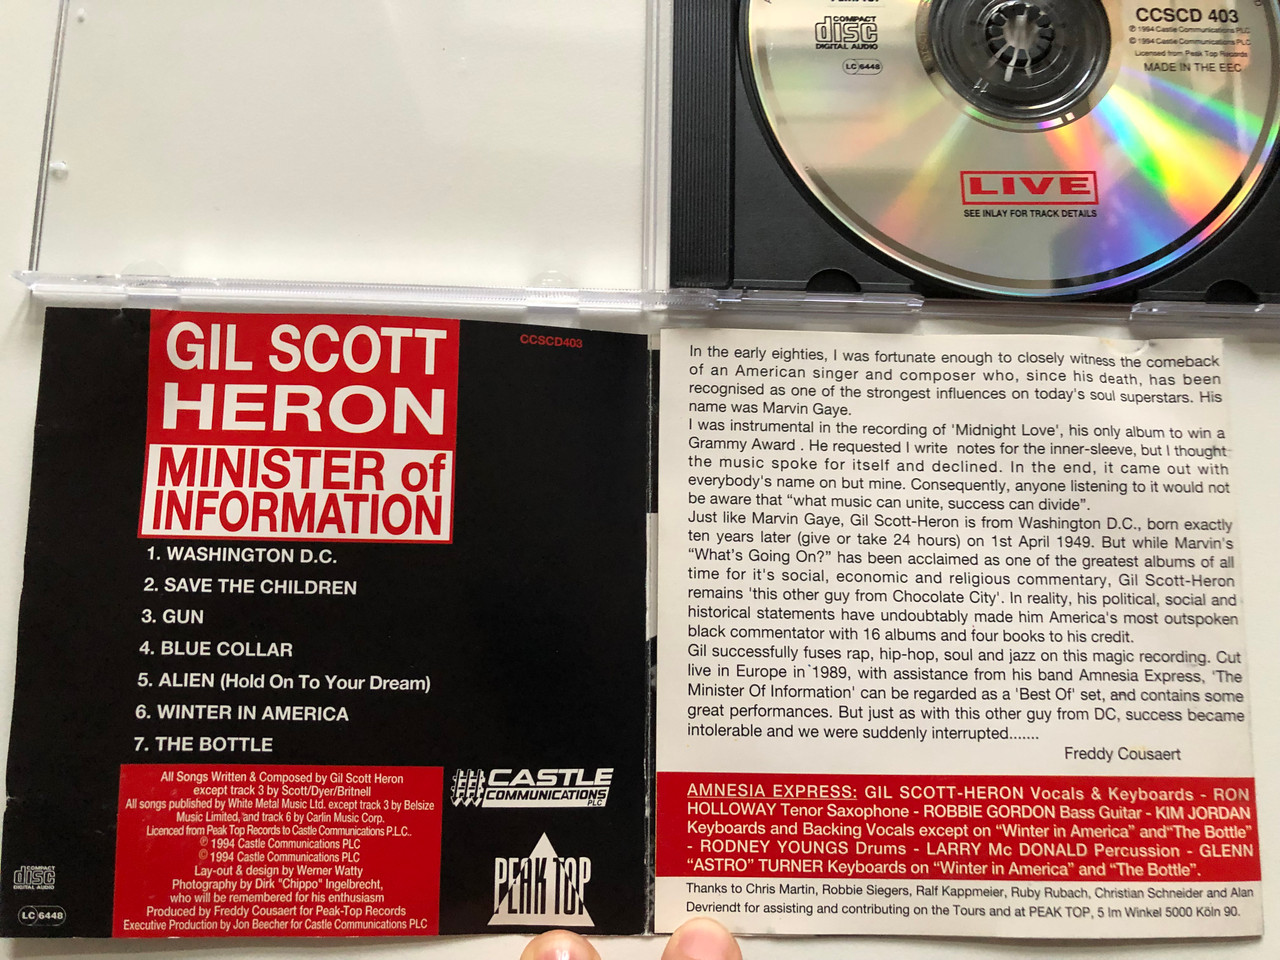 COMPACT
disc
DIGITAL AUDIO
LC 6448
CCSCD 403
℗ 1994 Castle Communications PLC
© 1994 Castle Communications PLC
Licensed from Peak Top Records
MADE IN THE EEC
LIVE
SEE INLAY FOR TRACK DETAILS
GIL SCOTT
HERON
MINISTER of
INFORMATION
CCSCD403
1. WASHINGTON D.C.
2. SAVE THE CHILDREN
3. GUN
4. BLUE COLLAR
5. ALIEN (Hold On To Your Dream)
6. WINTER IN AMERICA
7. THE BOTTLE
All Songs Written & Composed by Gil Scott Heron
except track 3 by Scott/Dyer/Britnell
All songs published by White Metal Music Ltd. except track 3 by Belsize
Music Limited, and track 6 by Carlin Music Corp.
Licenced from Peak Top Records to Castle Communications P.L.C..
℗ 1994 Castle Communications PLC
© 1994 Castle Communications PLC
Lay-out & design by Werner Watty
Photography by Dirk "Chippo" Ingelbrecht,
who will be remembered for his enthusiasm
Produced by Freddy Cousaert for Peak-Top Records
Executive Production by Jon Beecher for Castle Communications PLC
COMPACT
disc
DIGITAL AUDIO
LC 6448
CASTLE
COMMUNICATIONS
PLC
PEAK TOP
In the early eighties, I was fortunate enough to closely witness the comeback
of an American singer and composer who, since his death, has been
recognised as one of the strongest influences on today's soul superstars. His
name was Marvin Gaye.
I was instrumental in the recording of 'Midnight Love', his only album to win a
Grammy Award . He requested I write notes for the inner-sleeve, but I thought
the music spoke for itself and declined. In the end, it came out with
everybody's name on but mine. Consequently, anyone listening to it would not
be aware that "what music can unite, success can divide".
Just like Marvin Gaye, Gil Scott-Heron is from Washington D.C., born exactly
ten years later (give or take 24 hours) on 1st April 1949. But while Marvin's
"What's Going On?" has been acclaimed as one of the greatest albums of all
time for it's social, economic and religious commentary, Gil Scott-Heron
remains 'this other guy from Chocolate City'. In reality, his political, social and
historical statements have undoubtably made him America's most outspoken
black commentator with 16 albums and four books to his credit.
Gil successfully fuses rap, hip-hop, soul and jazz on this magic recording. Cut
live in Europe in 1989, with assistance from his band Amnesia Express, 'The
Minister Of Information' can be regarded as a 'Best Of' set, and contains some
great performances. But just as with this other guy from DC, success became
intolerable and we were suddenly interrupted.......
Freddy Cousaert
AMNESIA EXPRESS: GIL SCOTT-HERON Vocals & Keyboards - RON
HOLLOWAY Tenor Saxophone - ROBBIE GORDON Bass Guitar - KIM JORDAN
Keyboards and Backing Vocals except on "Winter in America" and "The Bottle"
- RODNEY YOUNGS Drums - LARRY Mc DONALD Percussion - GLENN
"ASTRO" TURNER Keyboards on "Winter in America" and "The Bottle".
Thanks to Chris Martin, Robbie Siegers, Ralf Kappmeier, Ruby Rubach, Christian Schneider and Alan
Devriendt for assisting and contributing on the Tours and at PEAK TOP, 5 Im Winkel 5000 Köln 90.